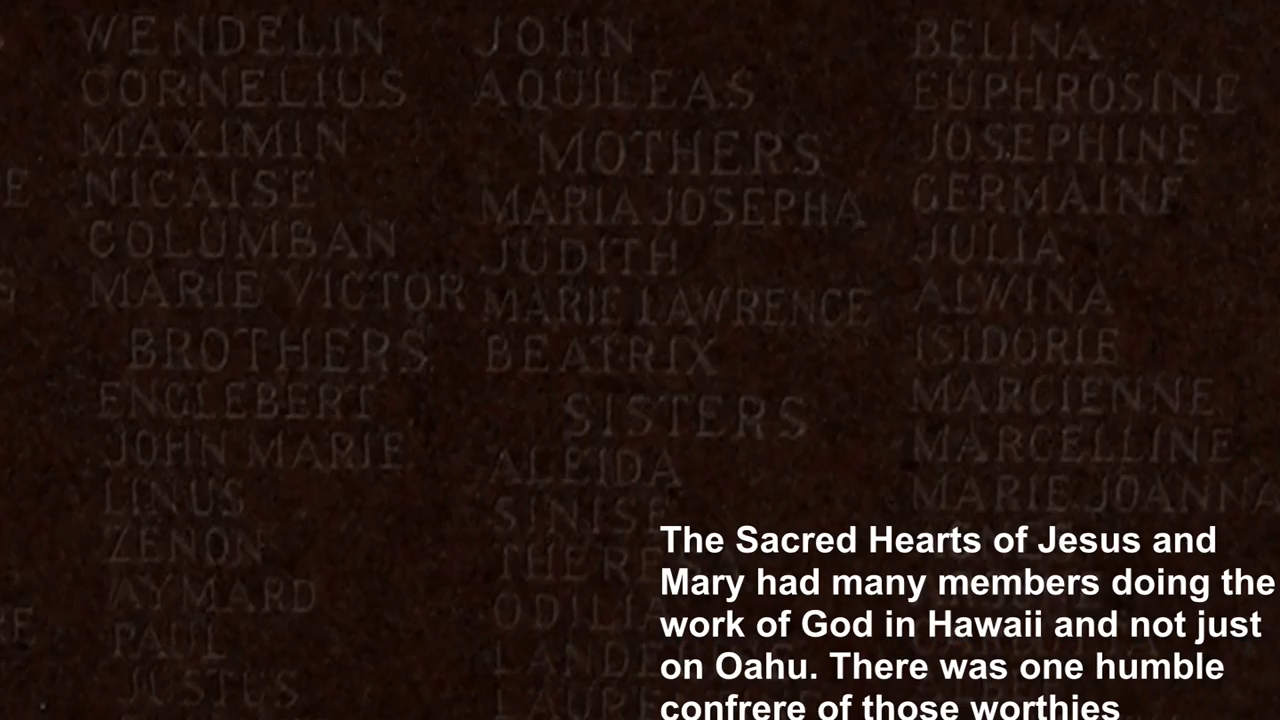 WENDELIN
CORNELIUS
MAXIMIN
NICAISE
COLUMBAN
MARIE VICTOR
BROTHERS
ENGLEBERT
JOHN MARIE
LINUS
ZENON
AYMARD
PAUL
JUSTUS
JOHN
AQUILEAS
MOTHERS
MARIA JOSEPHA
JUDITH
MARIE LAWRENCE
BEATRIX
SISTERS
ALEIDA
SINISE
THERE
ODILIA
BELINA
EUPHROSINE
JOSEPHINE
GERMAINE
JULIA
ALWINA
ISIDORIE
MARCIENNE
MARCELLINE
MARIE JOANNA
The Sacred Hearts of Jesus and
Mary had many members doing the
work of God in Hawaii and not just
on Oahu. There was one humble
confrere of those worthies